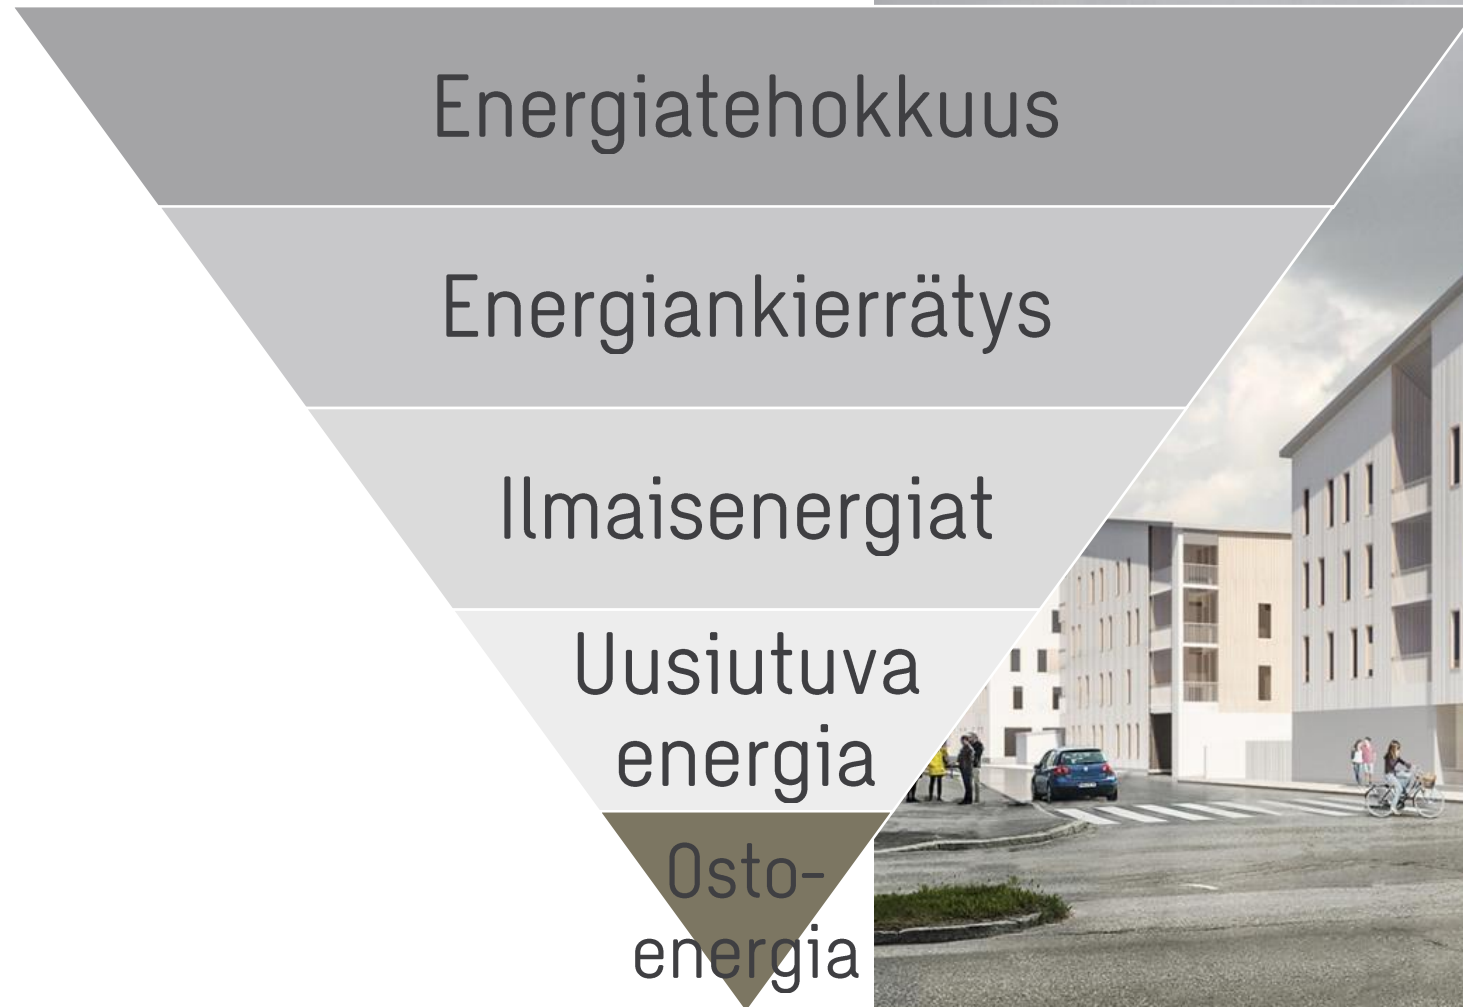 Energiatehokkuus
Energiankierrätys
Ilmaisenergiat
Uusiutuva
energia
Osto-
energia